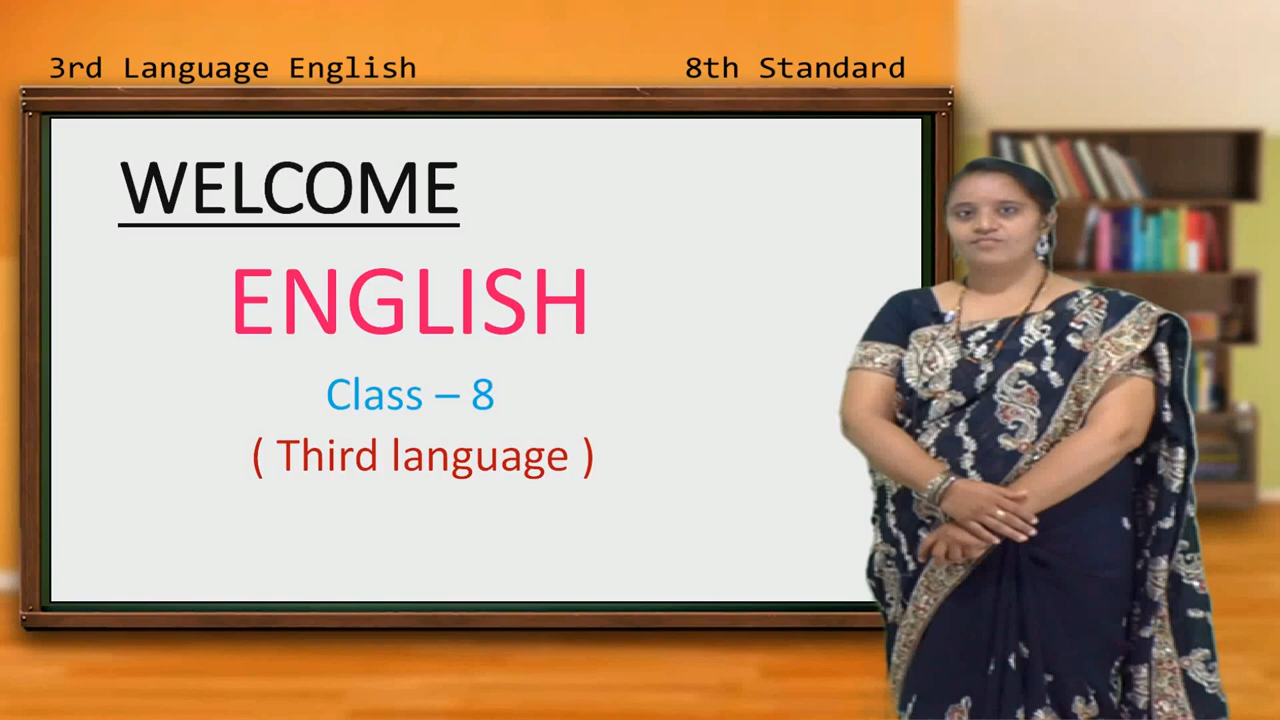 3rd Language English
8th Standard
WELCOME
ENGLISH
Class – 8
( Third language )